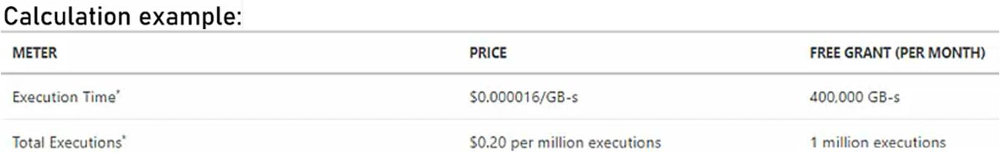 Calculation example:
METER PRICE FREE GRANT (PER MONTH)
Execution Time* $0.000016/GB-s 400,000 GB-s
Total Executions* $0.20 per million executions 1 million executions